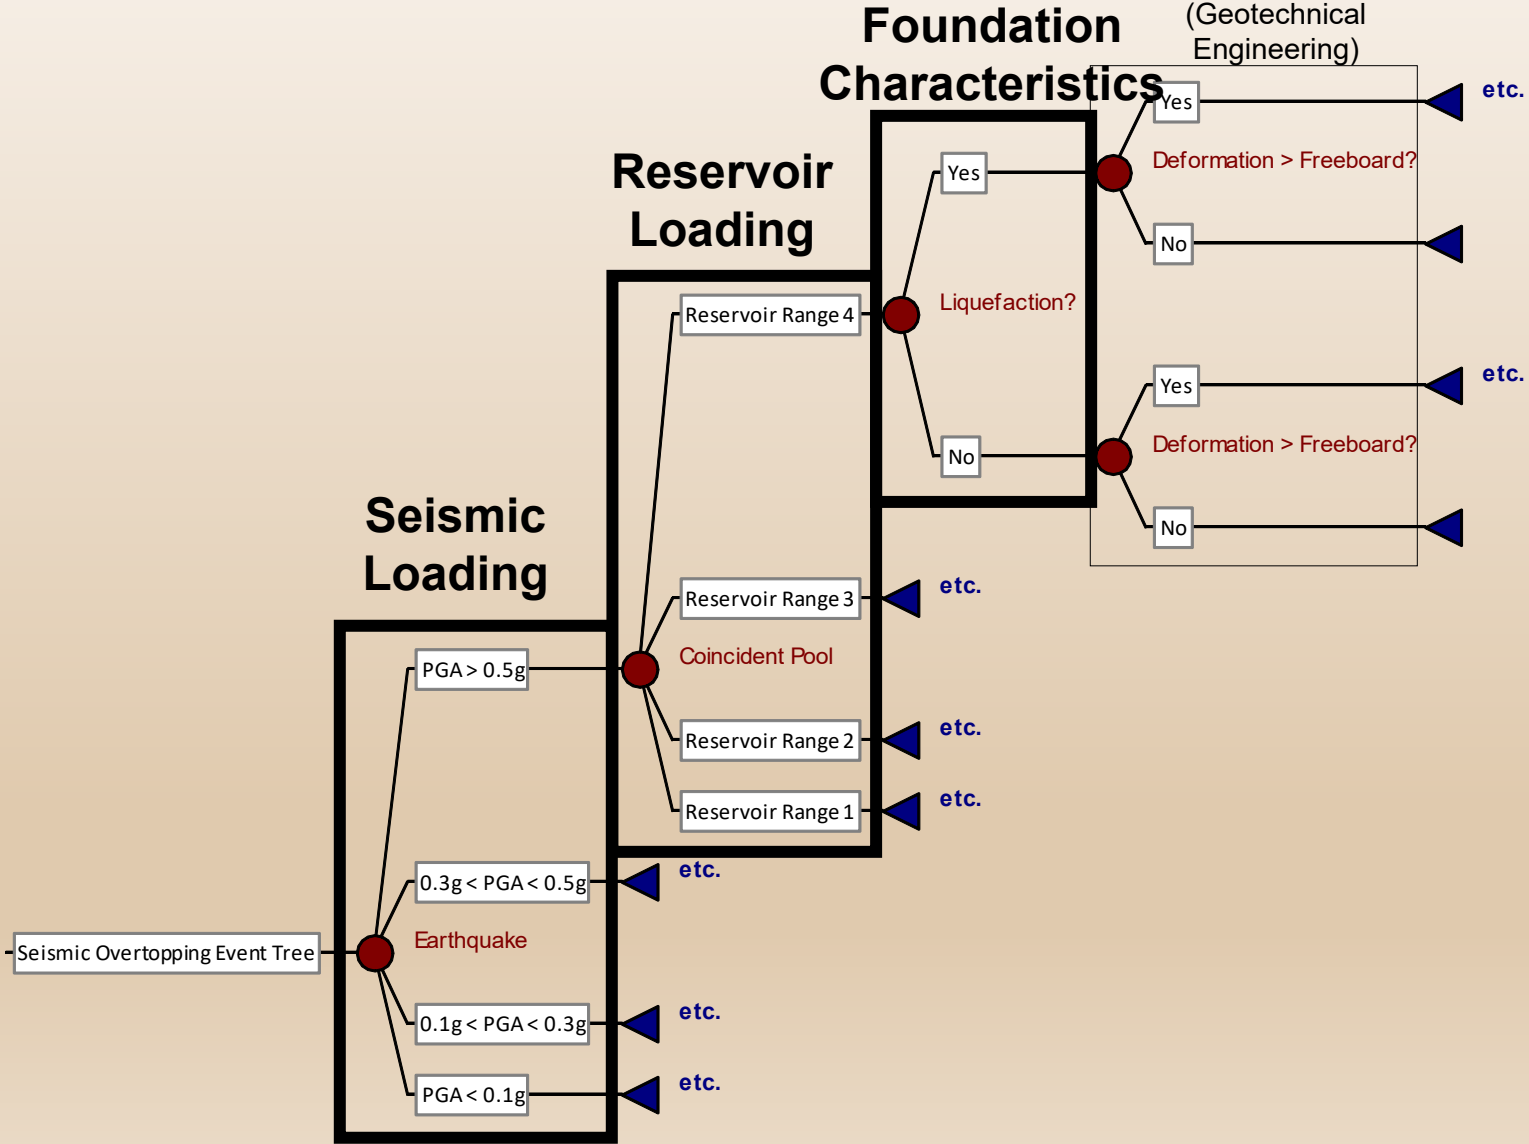 Foundation
Characteristics
(Geotechnical
Engineering)
Yes
etc.
Deformation > Freeboard?
No
Yes
etc.
Deformation > Freeboard?
No
Reservoir
Loading
Yes
Liquefaction?
No
Reservoir Range 4
Reservoir Range 3
etc.
Coincident Pool
Reservoir Range 2
etc.
Reservoir Range 1
etc.
Seismic
Loading
PGA > 0.5g
0.3g < PGA < 0.5g
etc.
Earthquake
Seismic Overtopping Event Tree
0.1g < PGA < 0.3g
etc.
PGA < 0.1g
etc.